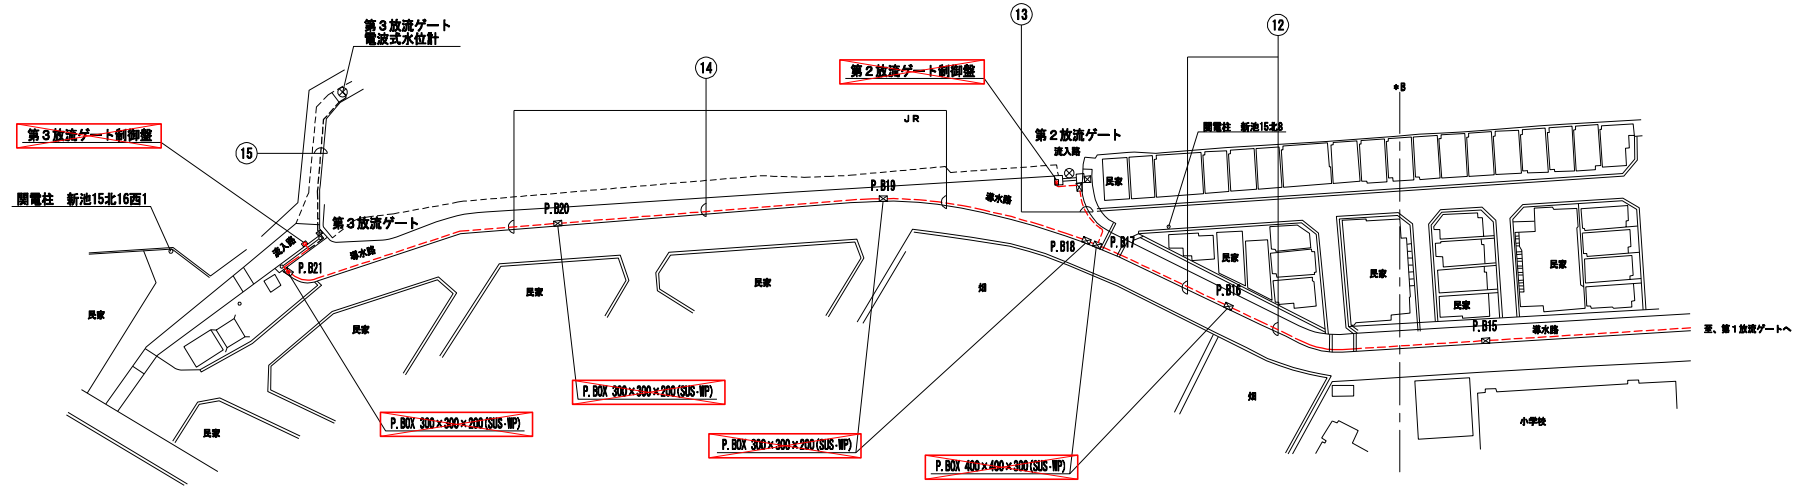 第３放流ゲート
電波式水位計
⑬
⑫
⑭
第２放流ゲート制御盤
*B
ＪＲ
第３放流ゲート制御盤
第２放流ゲート
関電柱　新池15北8
⑮
流入路
民家
P.B19
関電柱　新池15北16西1
導水路
P.B20
第３放流ゲート
流入路
導水路
P.B18
P.B17
民家
民家
民家
P.B21
民家
民家
畑
P.B16
民家
民家
民家
P.B15
導水路
至、第１放流ゲートへ
P.BOX 300×300×200(SUS-WP)
畑
P.BOX 300×300×200(SUS-WP)
小学校
民家
P.BOX 300×300×200(SUS-WP)
P.BOX 400×400×300(SUS-WP)